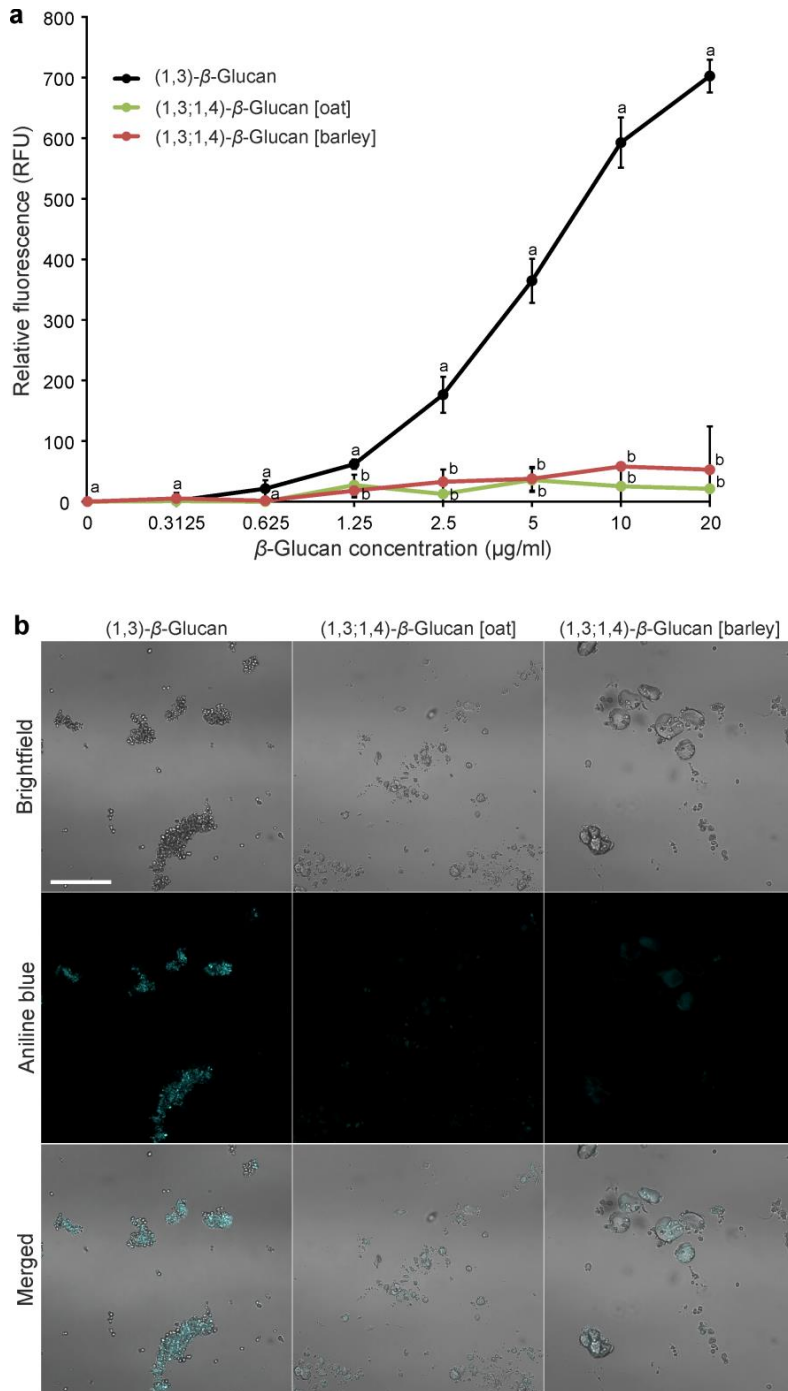 a
800
700
600
500
400
300
200
100
0
Relative fluorescence (RFU)
(1,3)-β-Glucan
(1,3;1,4)-β-Glucan [oat]
(1,3;1,4)-β-Glucan [barley]
a
a
a
a
a
a
a
a
a
b
b
b
b
b
b
b
b
b
b
0 0.3125 0.625 1.25 2.5 5 10 20
β-Glucan concentration (µg/ml)
b
(1,3)-β-Glucan (1,3;1,4)-β-Glucan [oat] (1,3;1,4)-β-Glucan [barley]
Brightfield
Aniline blue
Merged